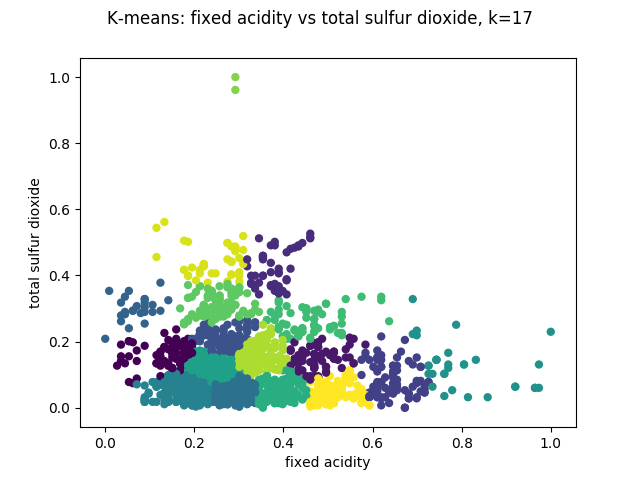 K-means: fixed acidity vs total sulfur dioxide, k=17
1.0
0.8
0.6
0.4
0.2
0.0
total sulfur dioxide
0.0 0.2 0.4 0.6 0.8 1.0
fixed acidity